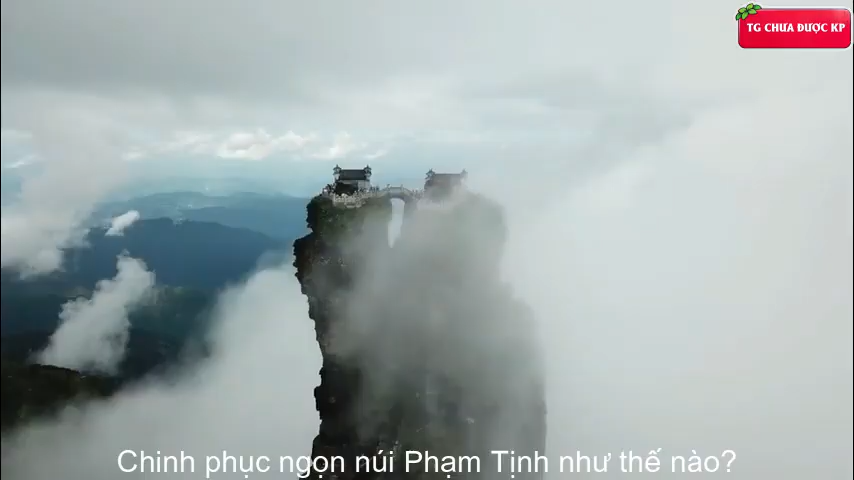 TG CHƯA ĐƯỢC KP
Chinh phục ngọn núi Phạm Tịnh như thế nào?